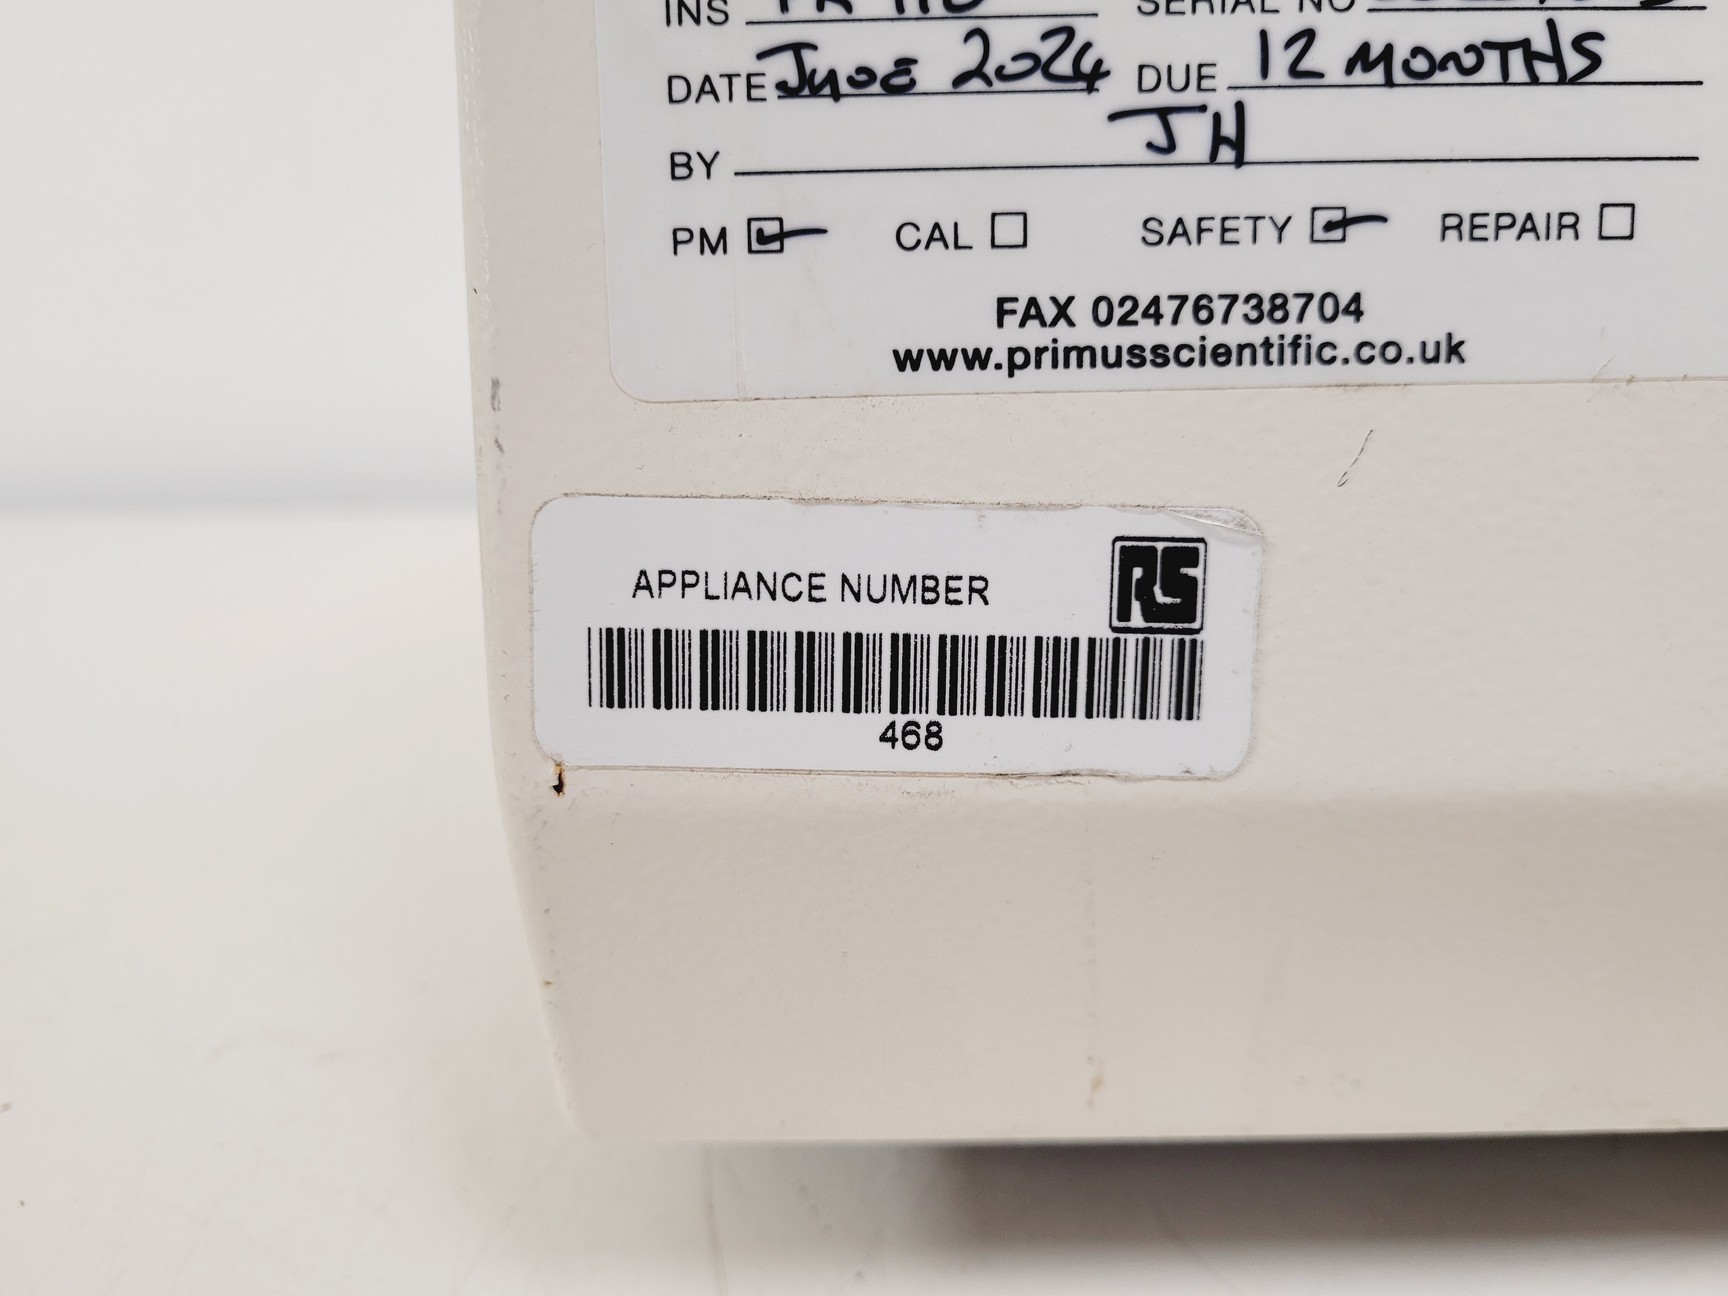 INS SERIAL NO
DATE June 2024 DUE 12 MONTHS
BY JH
PM CAL SAFETY REPAIR
FAX 02476738704
www.primusscientific.co.uk
APPLIANCE NUMBER
RS
468